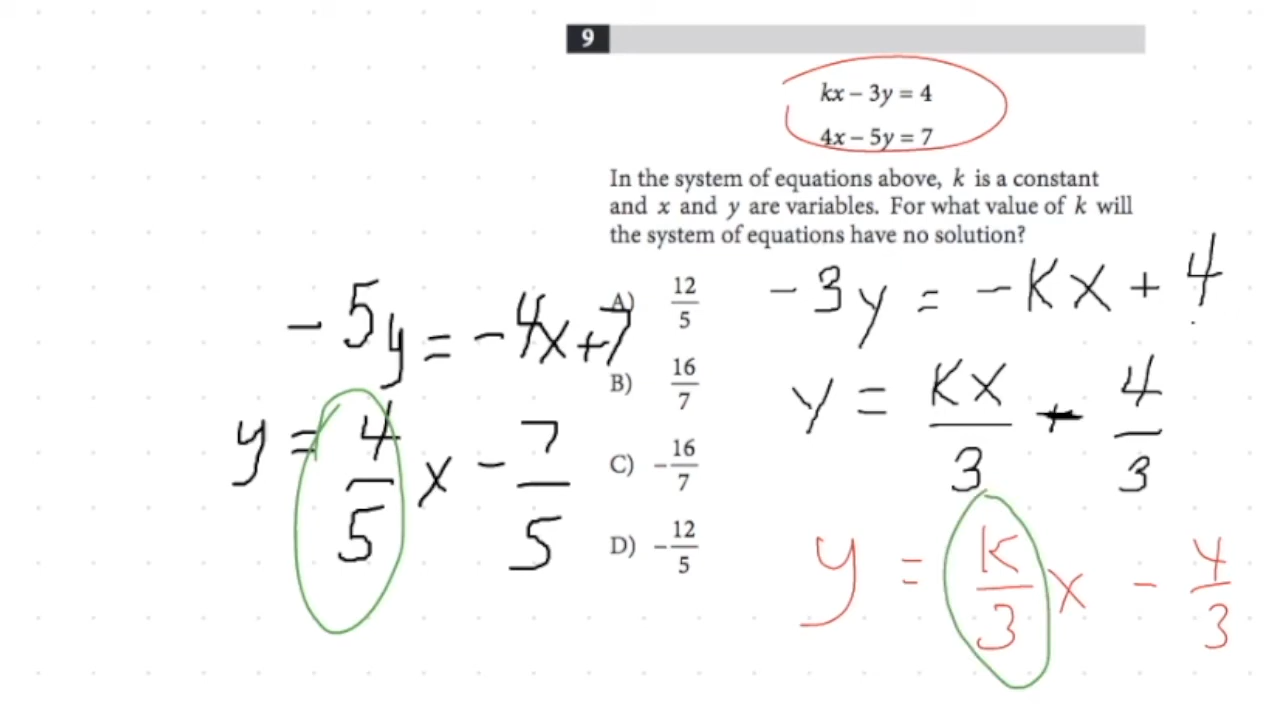 9
kx – 3y = 4
4x – 5y = 7
In the system of equations above, k is a constant
and x and y are variables. For what value of k will
the system of equations have no solution?
A) 12/5
B) 16/7
C) –16/7
D) –12/5
- 5y = - 4x + 7
y = 4/5 x - 7/5
- 3y = - Kx + 4
y = Kx/3 - 4/3
y = K/3 x - 4/3